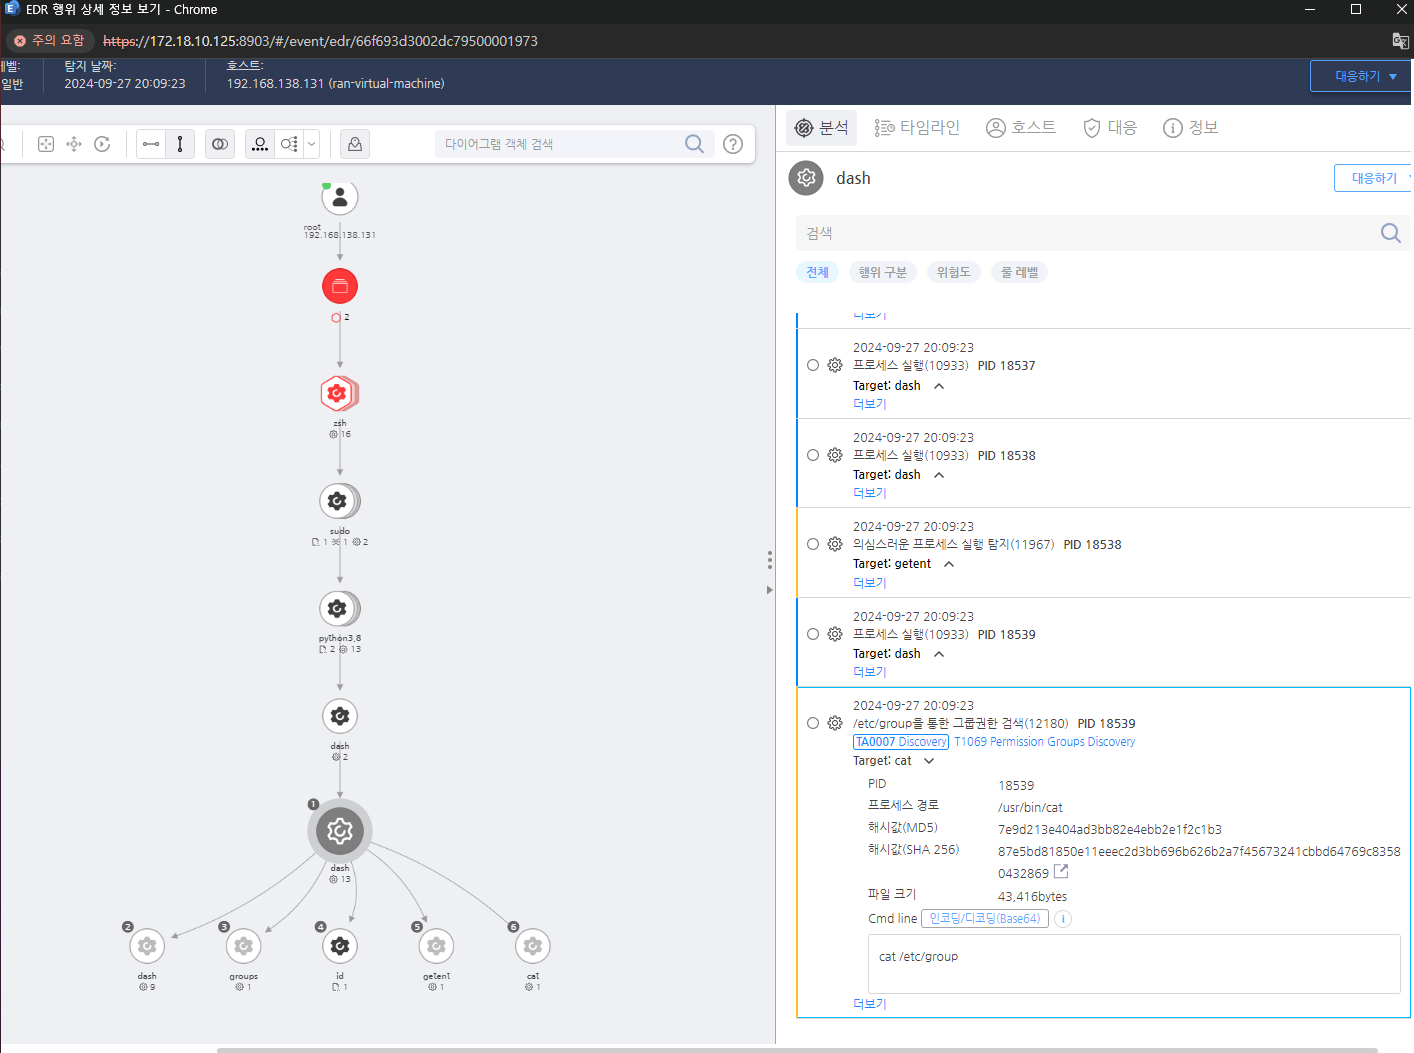 EDR 행위 상세 정보 보기 - Chrome
주의 요함 https://172.18.10.125:8903/#/event/edr/66f693d3002dc79500001973
레벨: 탐지 날짜: 호스트:
일반 2024-09-27 20:09:23 192.168.138.131 (ran-virtual-machine)
대응하기
다이어그램 객체 검색
분석 타임라인 호스트 대응 정보
dash
대응하기
검색
전체 행위 구분 위험도 룰 레벨
root
192.168.138.131
2
zsh
16
sudo
1 1 2
python3.8
2 13
dash
2
1
dash
13
2 3 4 5 6
dash groups id getent cat
9 1 1 1 1
더보기
2024-09-27 20:09:23
프로세스 실행(10933) PID 18537
Target: dash
더보기
2024-09-27 20:09:23
프로세스 실행(10933) PID 18538
Target: dash
더보기
2024-09-27 20:09:23
의심스러운 프로세스 실행 탐지(11967) PID 18538
Target: getent
더보기
2024-09-27 20:09:23
프로세스 실행(10933) PID 18539
Target: dash
더보기
2024-09-27 20:09:23
/etc/group을 통한 그룹권한 검색(12180) PID 18539
TA0007 Discovery T1069 Permission Groups Discovery
Target: cat
PID 18539
프로세스 경로 /usr/bin/cat
해시값(MD5) 7e9d213e404ad3bb82e4ebb2e1f2c1b3
해시값(SHA 256) 87e5bd81850e11eeec2d3bb696b626b2a7f45673241cbbd64769c8358
0432869
파일 크기 43,416bytes
Cmd line 인코딩/디코딩(Base64)
cat /etc/group
더보기